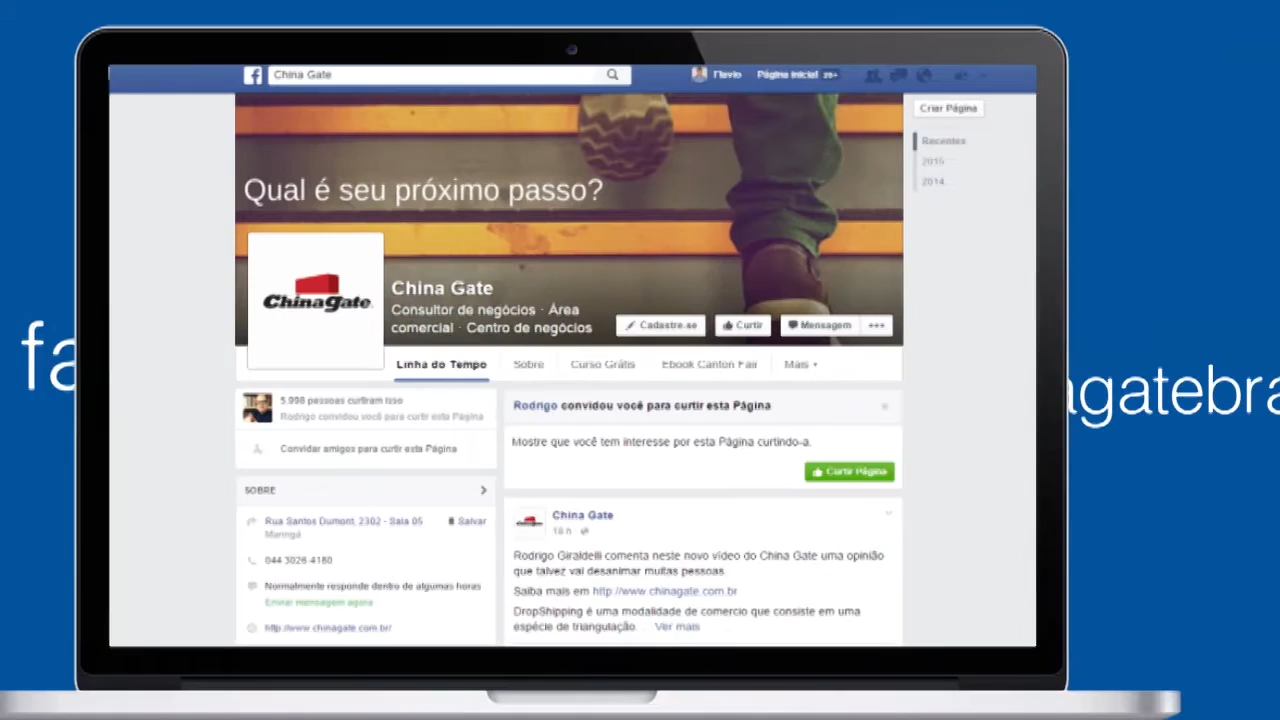 China Gate
Flavio
Página inicial 20+
Criar Página
Recentes
2015
2014
Qual é seu próximo passo?
ChinaGate
China Gate
Consultor de negócios · Área
comercial · Centro de negócios
Cadastre-se
Curtir
Mensagem
Linha do Tempo
Sobre
Curso Grátis
Ebook Canton Fair
Mais
5.998 pessoas curtiram isso
Rodrigo convidou você para curtir esta Página
Convidar amigos para curtir esta Página
Rodrigo convidou você para curtir esta Página
Mostre que você tem interesse por esta Página curtindo-a.
Curtir Página
SOBRE
Rua Santos Dumont, 2302 - Sala 05
Salvar
Maringá
044 3026-4180
Normalmente responde dentro de algumas horas
Enviar mensagem agora
http://www.chinagate.com.br/
China Gate
18 h
Rodrigo Giraldelli comenta neste novo vídeo do China Gate uma opinião
que talvez vai desanimar muitas pessoas
Saiba mais em http://www.chinagate.com.br
DropShipping é uma modalidade de comercio que consiste em uma
espécie de triangulação. Ver mais
fa
agatebra